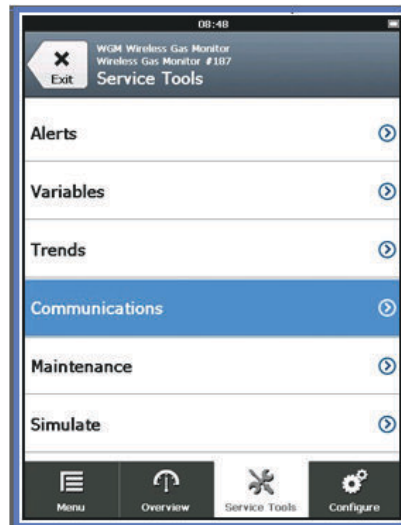 08:48
WGM Wireless Gas Monitor
Wireless Gas Monitor #187
Exit
Service Tools
Alerts
Variables
Trends
Communications
Maintenance
Simulate
Menu
Overview
Service Tools
Configure